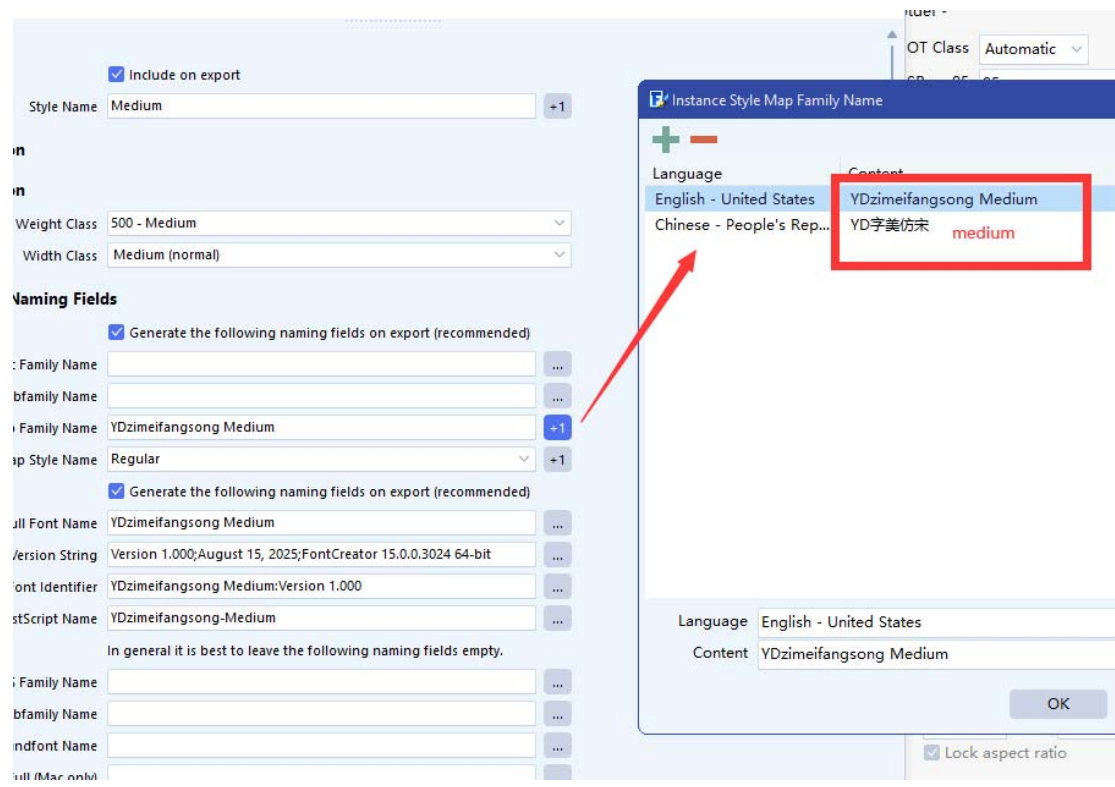 OT Class Automatic
Include on export
Style Name Medium +1
Weight Class 500 - Medium
Width Class Medium (normal)
Naming Fields
Generate the following naming fields on export (recommended)
Family Name ...
bfamily Name ...
Family Name YDzimeifangsong Medium +1
ap Style Name Regular +1
Generate the following naming fields on export (recommended)
ull Font Name YDzimeifangsong Medium ...
Version String Version 1.000;August 15, 2025;FontCreator 15.0.0.3024 64-bit ...
ont Identifier YDzimeifangsong Medium:Version 1.000 ...
stScript Name YDzimeifangsong-Medium ...
In general it is best to leave the following naming fields empty.
S Family Name ...
bfamily Name ...
ndfont Name ...
ull (Mac only)
Instance Style Map Family Name
Language Content
English - United States YDzimeifangsong Medium
Chinese - People's Rep... YD字美仿宋 medium
Language English - United States
Content YDzimeifangsong Medium
OK
Lock aspect ratio